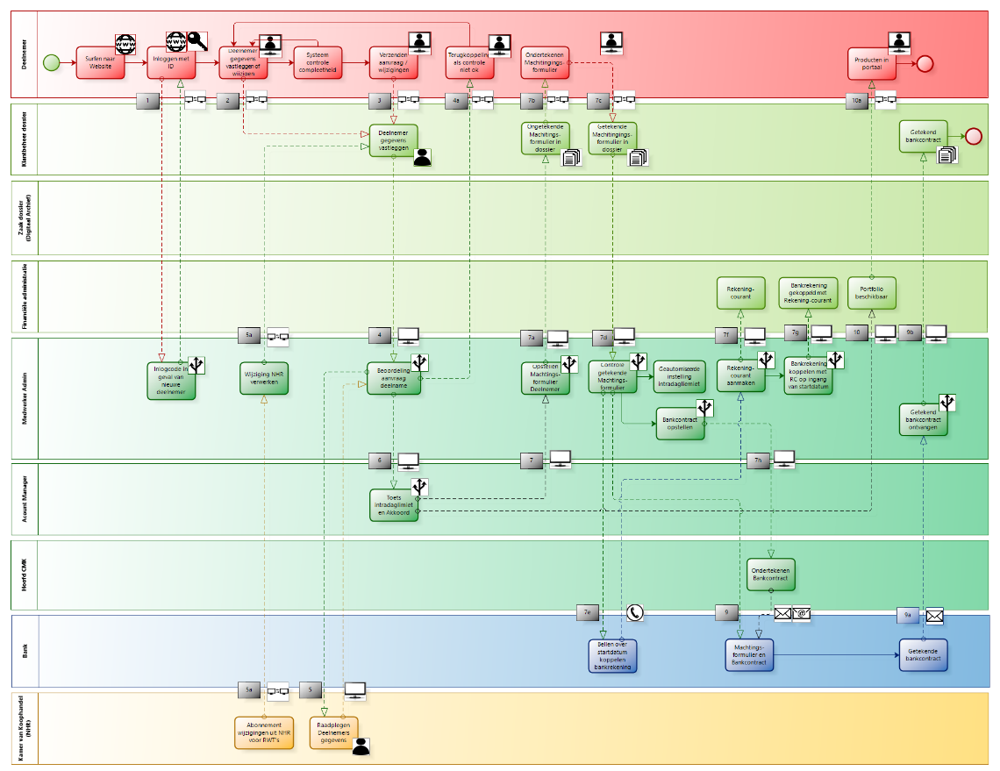 Deelnemer
Surfen naar
Website
Inloggen met
ID
Deelnemer
gegevens
vastleggen of
wijzigen
Systeem
controle
compleetheid
Verzenden
aanvraag /
wijzigingen
Terugkoppeling
als controle
niet ok
Ondertekenen
Machtingings-
formulier
Producten in
portaal
1
2
3
4a
7b
7c
10a
Klantbeheer dossier
Deelnemer
gegevens
vastleggen
Ongetekende
Machtigings-
formulier in
dossier
Getekende
Machtingings-
formulier in
dossier
Getekend
bankcontract
Zaak dossier
(Digitaal Archief)
Financiële administratie
Rekening-
courant
Bankrekening
gekoppeld met
Rekening-courant
Portfolio
beschikbaar
5a
4
7a
7d
7f
7g
10
9b
Medwerker Admin
Inlogcode in
geval van
nieuwe
deelnemer
Wijziging NHR
verwerken
Beoordeling
aanvraag
deelname
Opstellen
Machtings-
formulier
Deelnemer
Controle
getekende
Machtings-
formulier
Geautomiseerde
instelling
intradaglimiet
Bankcontract
opstellen
Rekening-
courant
aanmaken
Bankrekening
koppelen met
RC op ingang
van startdatum
Getekend
bankcontract
ontvangen
6
7
7h
Acount Manager
Toets
intradaglimiet
en Akkoord
Hoofd CMK
Ondertekenen
Bankcontract
7e
9
9a
Bank
Bellen over
startdatum
koppelen
bankrekening
Machtings-
formulier en
Bankcontract
Getekende
bankcontract
5a
5
Kamer van Koophandel
(NHR)
Abonnement
wijzigingen uit NHR
voor RWT's
Raadplegen
Deelnemers
gegevens